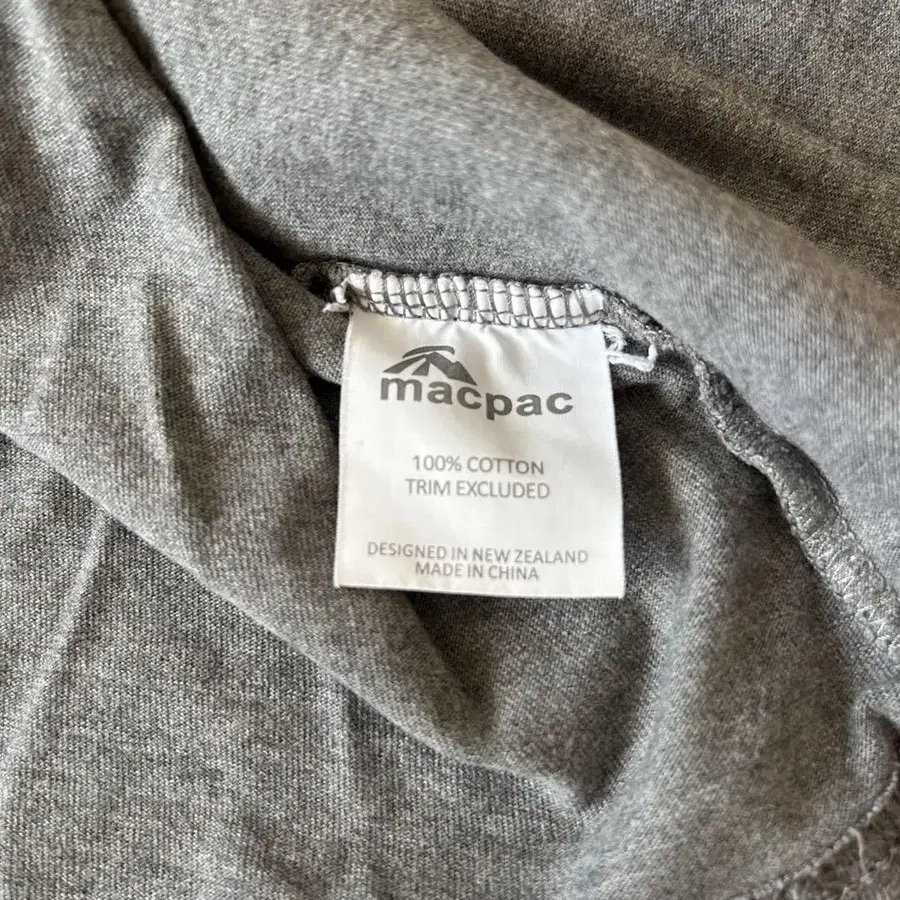 macpac
100% COTTON
TRIM EXCLUDED
DESIGNED IN NEW ZEALAND
MADE IN CHINA